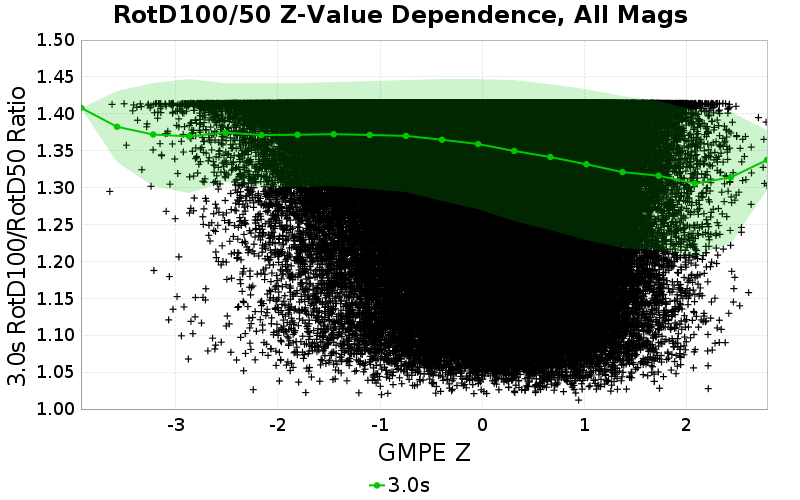 RotD100/50 Z-Value Dependence, All Mags
3.0s RotD100/RotD50 Ratio
1.50
1.45
1.40
1.35
1.30
1.25
1.20
1.15
1.10
1.05
1.00
-3 -2 -1 0 1 2
GMPE Z
3.0s